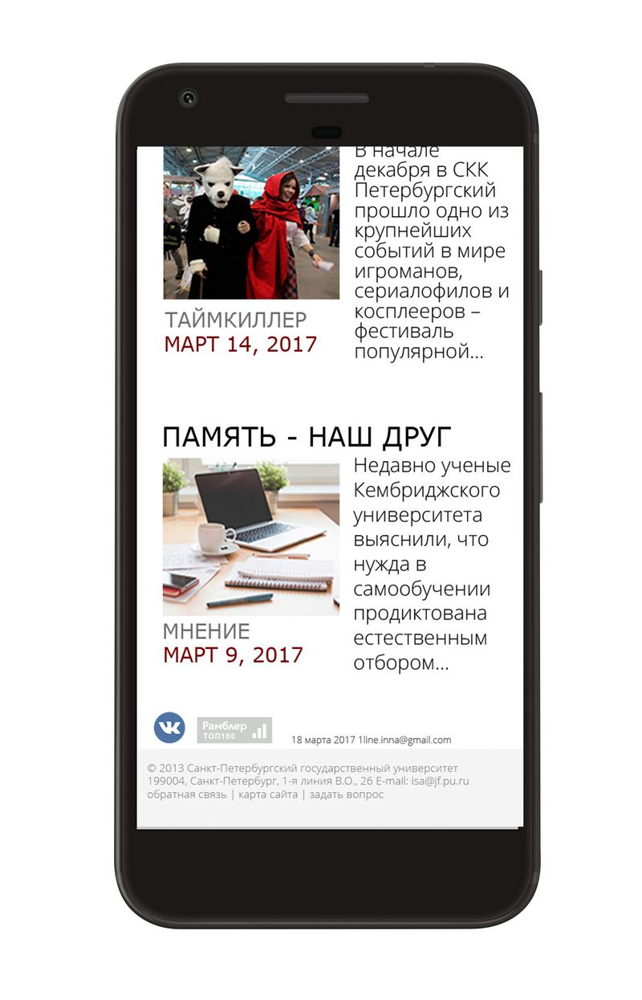 В начале
декабря в СКК
Петербургский
прошло одно из
крупнейших
событий в мире
игроманов,
сериалофилов и
косплееров –
фестиваль
популярной...
ТАЙМКИЛЛЕР
МАРТ 14, 2017
ПАМЯТЬ - НАШ ДРУГ
Недавно ученые
Кембриджского
университета
выяснили, что
нужда в
самообучении
продиктована
естественным
отбором...
МНЕНИЕ
МАРТ 9, 2017
Рамблер
ТОП100
18 марта 2017 1line.inna@gmail.com
© 2013 Санкт-Петербургский государственный университет
199004, Санкт-Петербург, 1-я линия В.О., 26 E-mail: isa@jf.pu.ru
обратная связь | карта сайта | задать вопрос